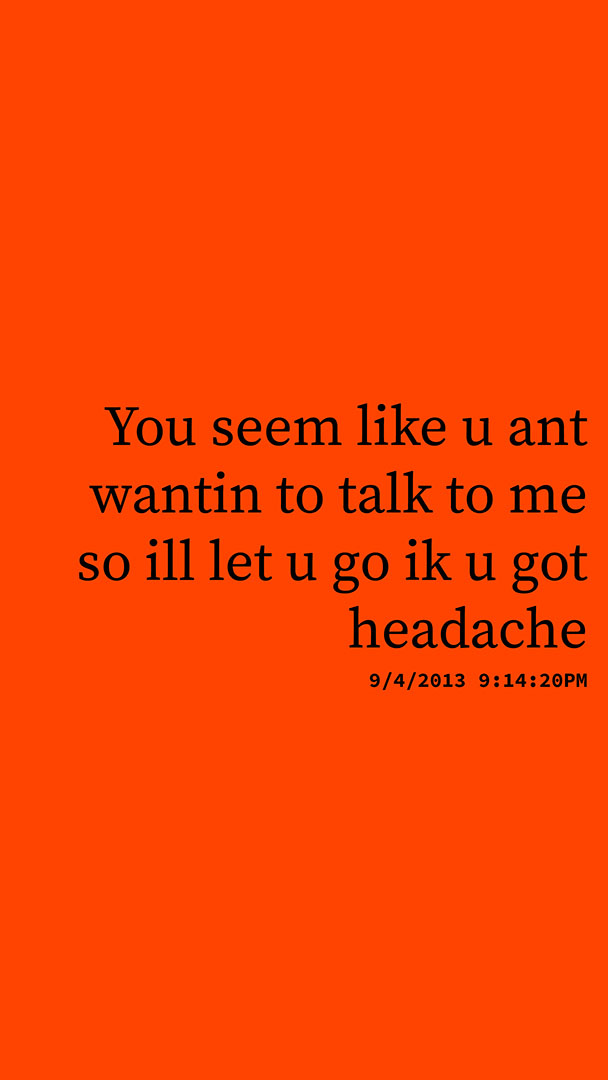 You seem like u ant
wantin to talk to me
so ill let u go ik u got
headache
9/4/2013 9:14:20PM